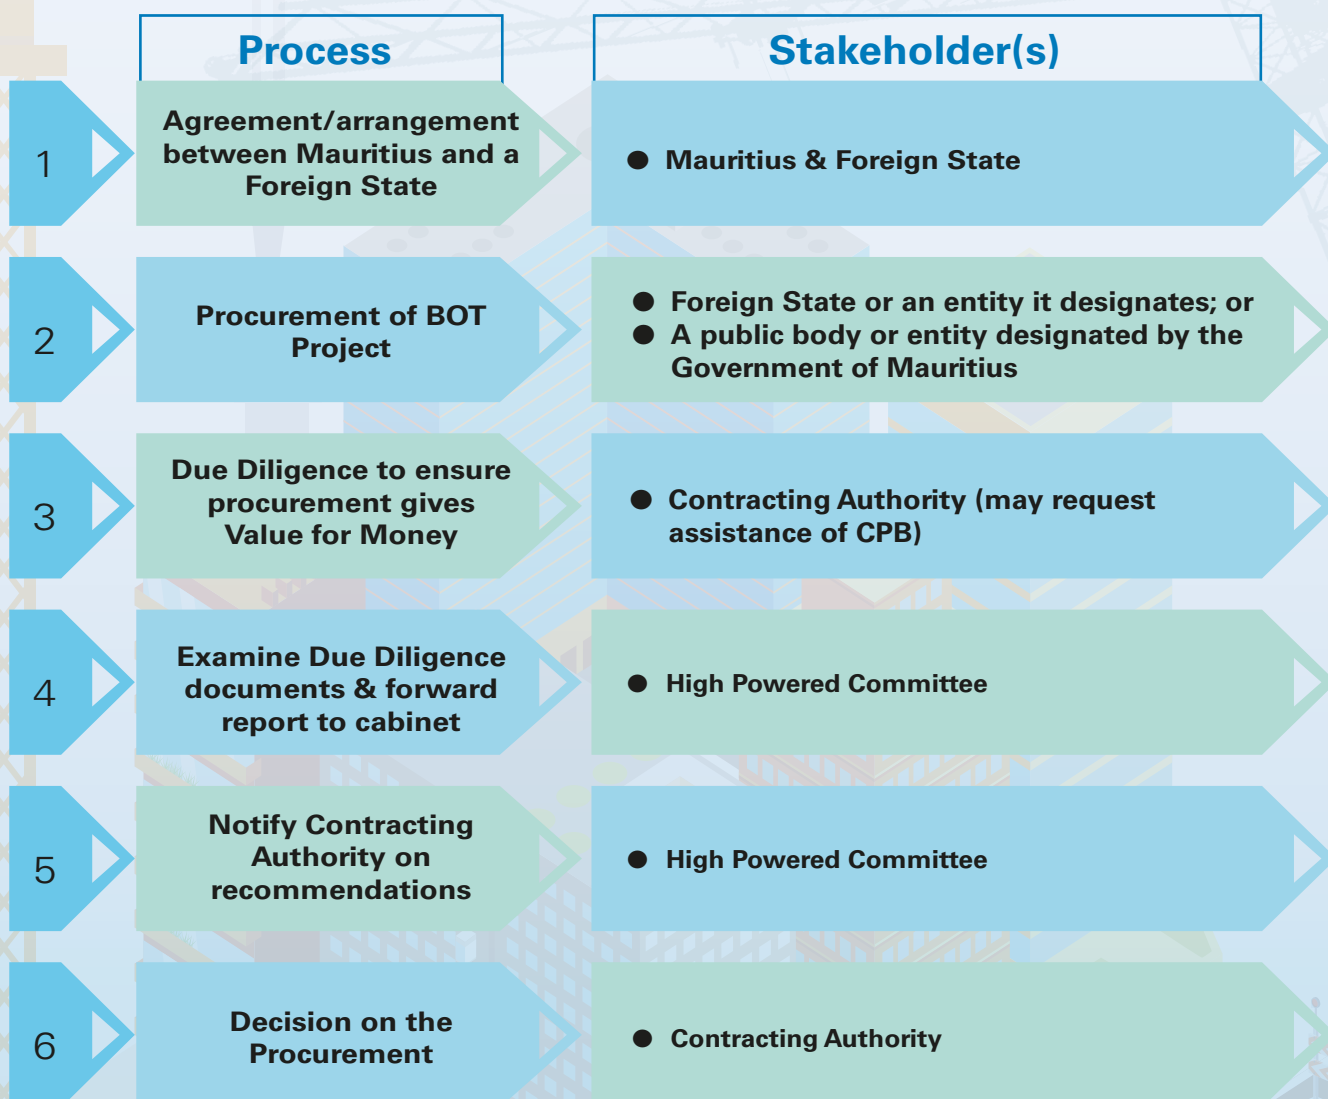 Process
Stakeholder(s)
1
Agreement/arrangement
between Mauritius and a
Foreign State
● Mauritius & Foreign State
2
Procurement of BOT
Project
● Foreign State or an entity it designates; or
● A public body or entity designated by the
Government of Mauritius
3
Due Diligence to ensure
procurement gives
Value for Money
● Contracting Authority (may request
assistance of CPB)
4
Examine Due Diligence
documents & forward
report to cabinet
● High Powered Committee
5
Notify Contracting
Authority on
recommendations
● High Powered Committee
6
Decision on the
Procurement
● Contracting Authority